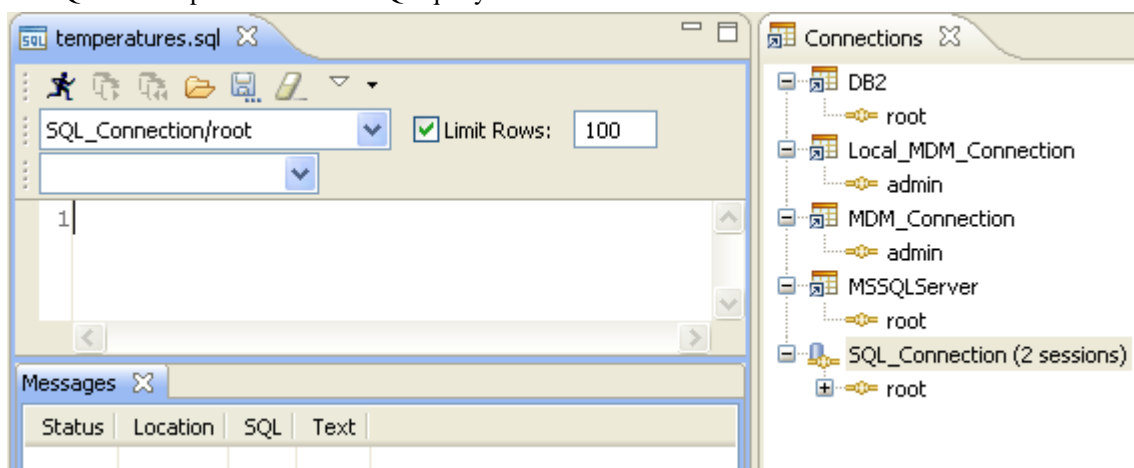 temperatures.sql
SQL_Connection/root
Limit Rows:
100
1
Messages
Status Location SQL Text
Connections
DB2
root
Local_MDM_Connection
admin
MDM_Connection
admin
MSSQLServer
root
SQL_Connection (2 sessions)
root